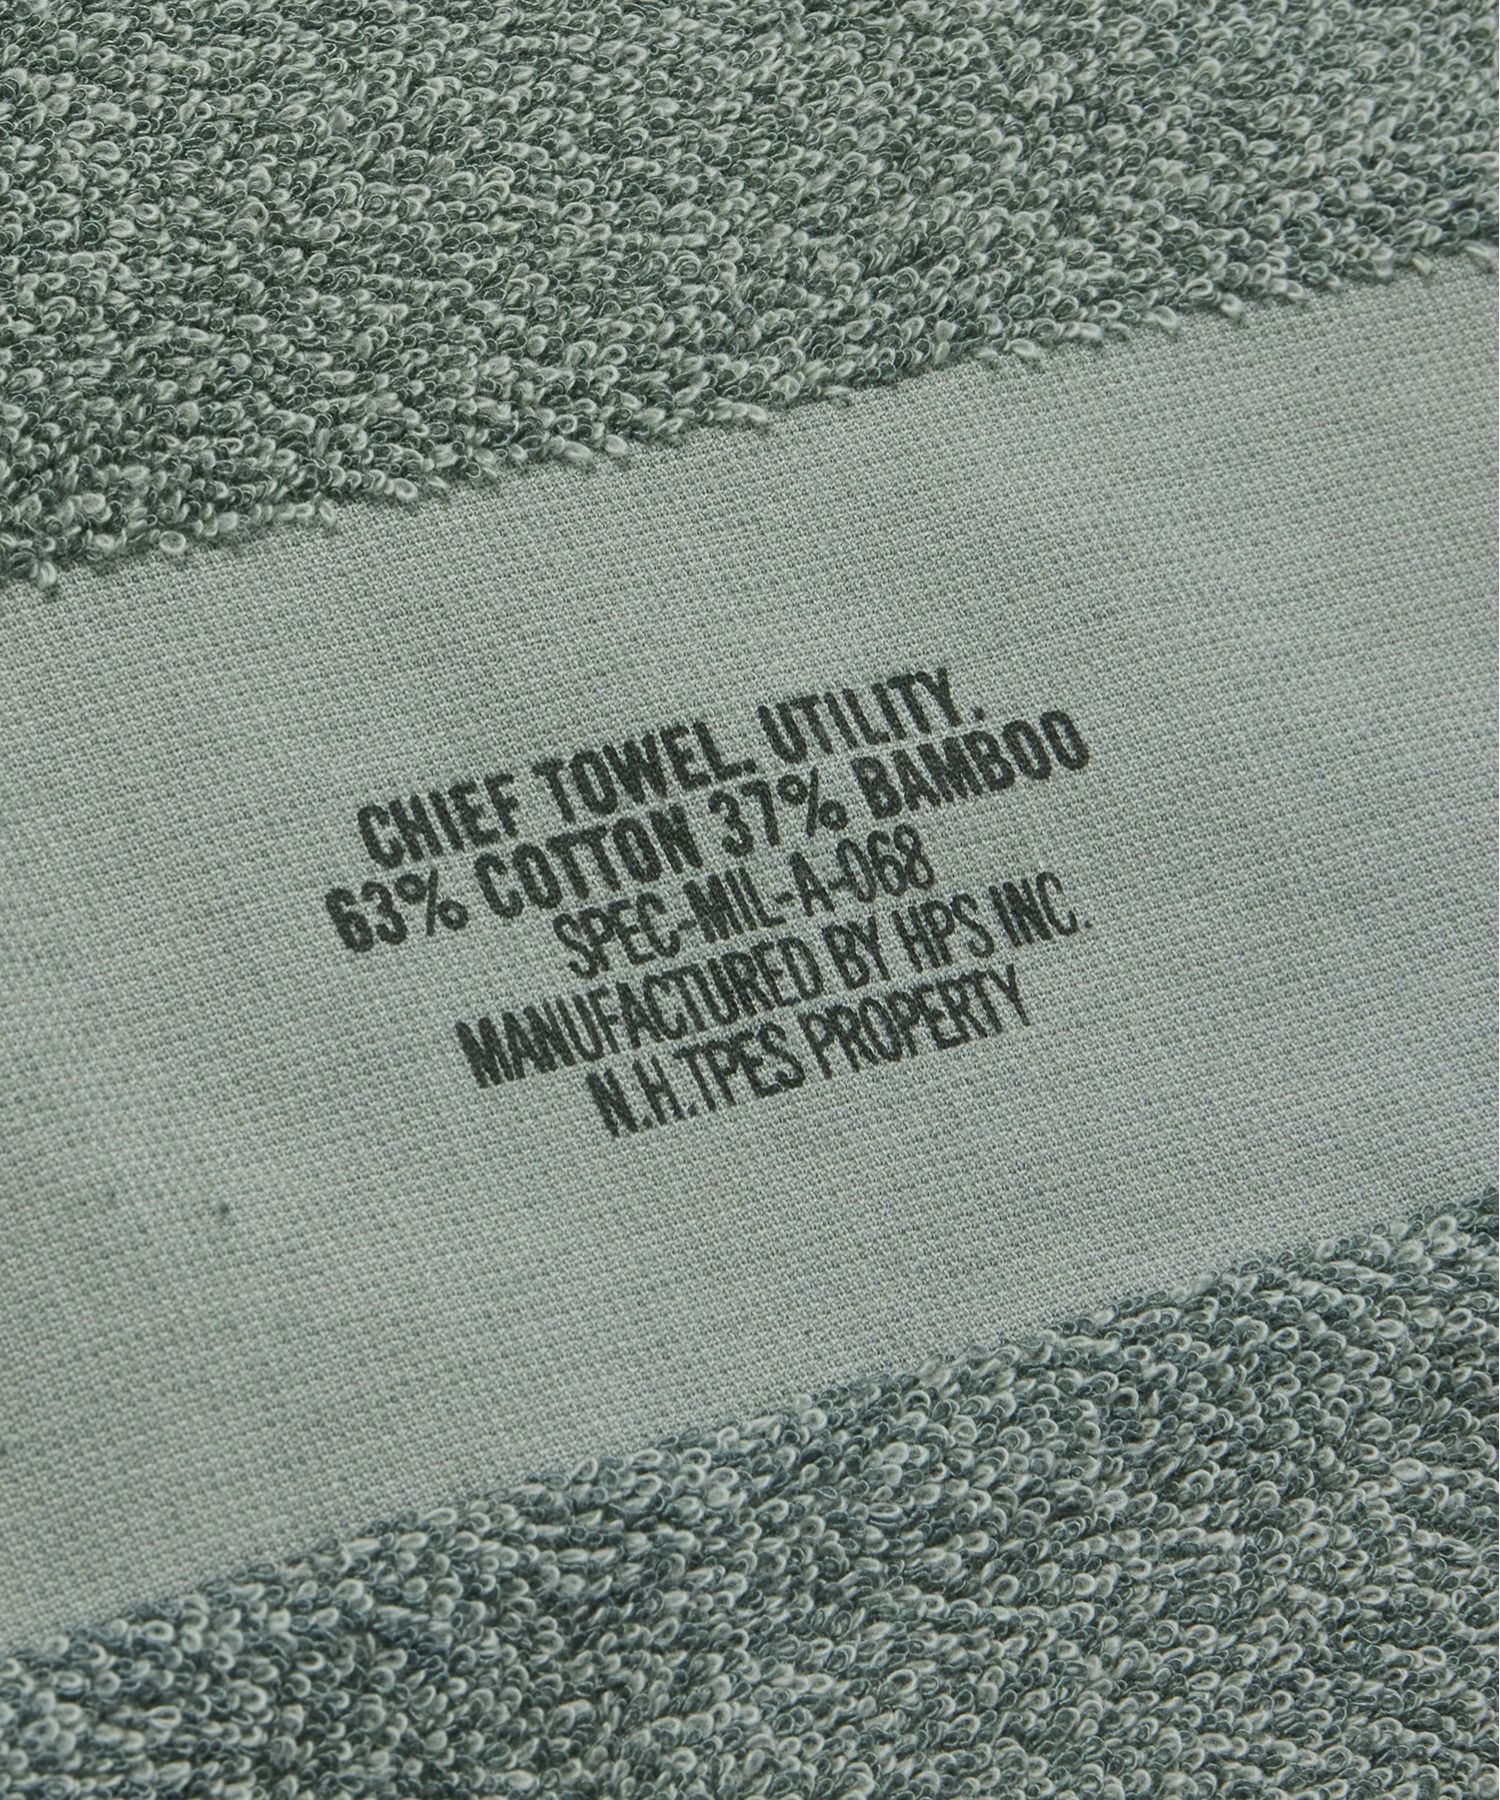 CHIEF TOWEL, UTILITY,
63% COTTON 37% BAMBOO
SPEC-MIL-A-068
MANUFACTURED BY HPS INC.
N.H.TPES PROPERTY